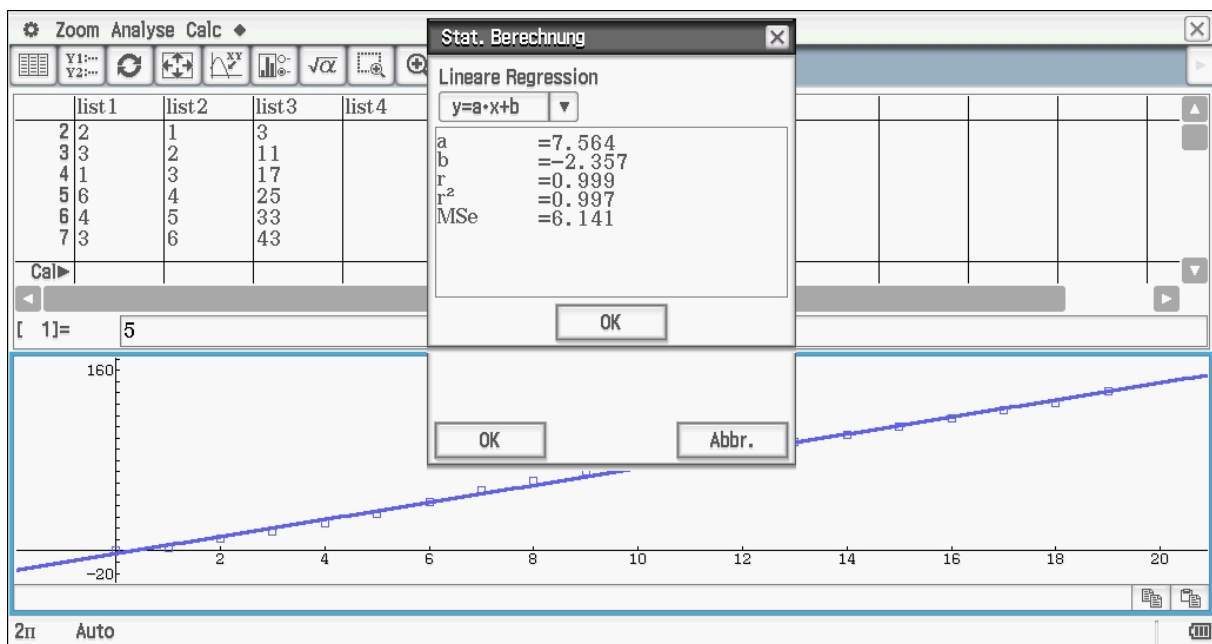 Zoom Analyse Calc ◆
Y1:···
Y2:···
XY
√α
list1 list2 list3 list4
2 2 1 3
3 3 2 11
4 1 3 17
5 6 4 25
6 4 5 33
7 3 6 43
Cal▶
[ 1]= 5
Stat. Berechnung
Lineare Regression
y=a•x+b
a =7.564
b =-2.357
r =0.999
r² =0.997
MSe =6.141
OK
OK Abbr.
160
2 4 6 8 10 12 14 16 18 20
-20
2π Auto